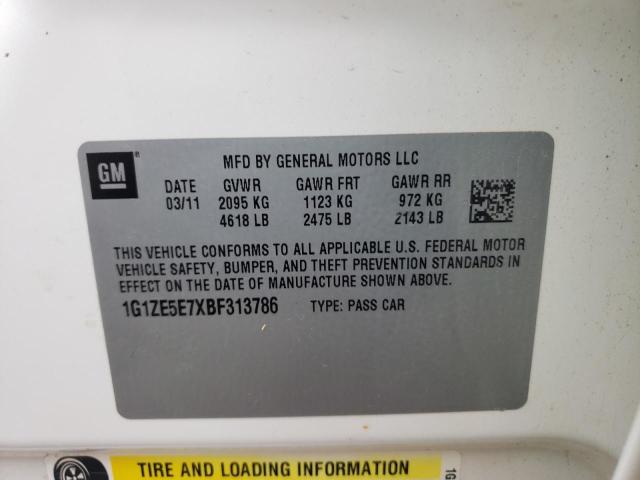 GM
®
MFD BY GENERAL MOTORS LLC
DATE GVWR GAWR FRT GAWR RR
03/11 2095 KG 1123 KG 972 KG
4618 LB 2475 LB 2143 LB
THIS VEHICLE CONFORMS TO ALL APPLICABLE U.S. FEDERAL MOTOR
VEHICLE SAFETY, BUMPER, AND THEFT PREVENTION STANDARDS
IN EFFECT ON THE DATE OF MANUFACTURE SHOWN ABOVE.
1G1ZE5E7XBF313786 TYPE: PASS CAR
TIRE AND LOADING INFORMATION
1G